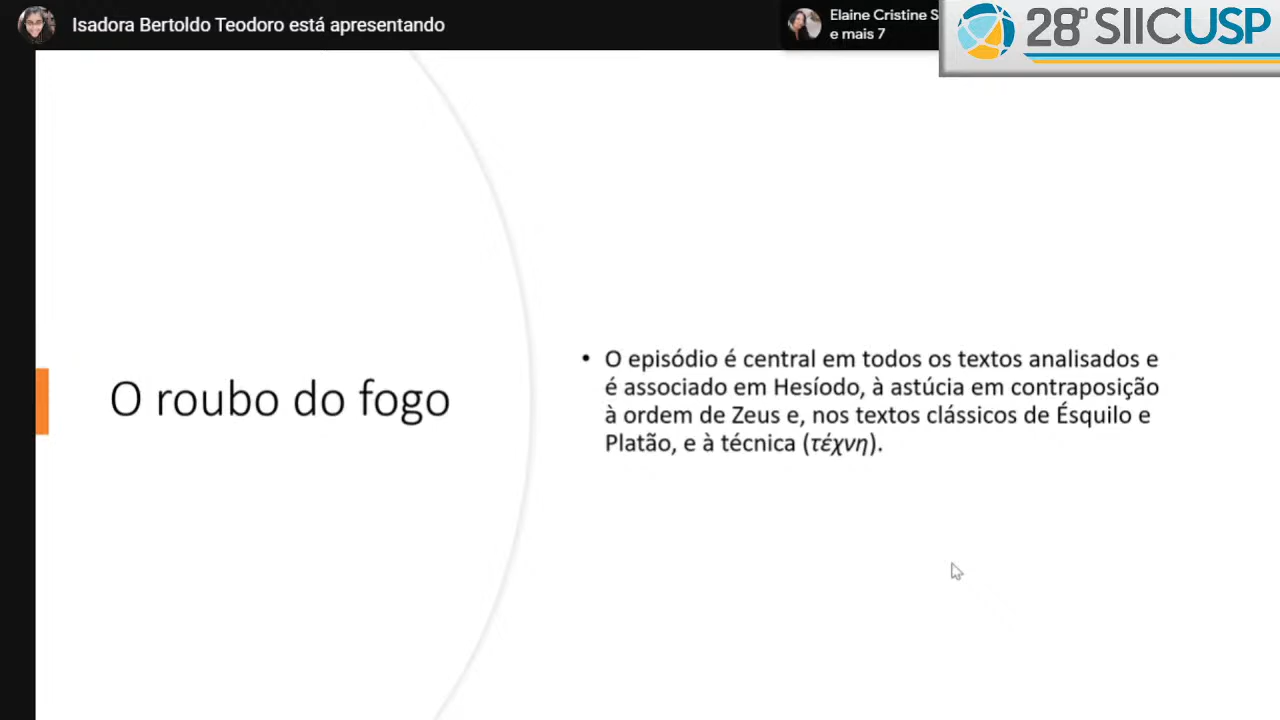 Isadora Bertoldo Teodoro está apresentando
Elaine Cristine S
e mais 7
28º SIICUSP
O roubo do fogo
• O episódio é central em todos os textos analisados e
é associado em Hesíodo, à astúcia em contraposição
à ordem de Zeus e, nos textos clássicos de Ésquilo e
Platão, e à técnica (τέχνη).